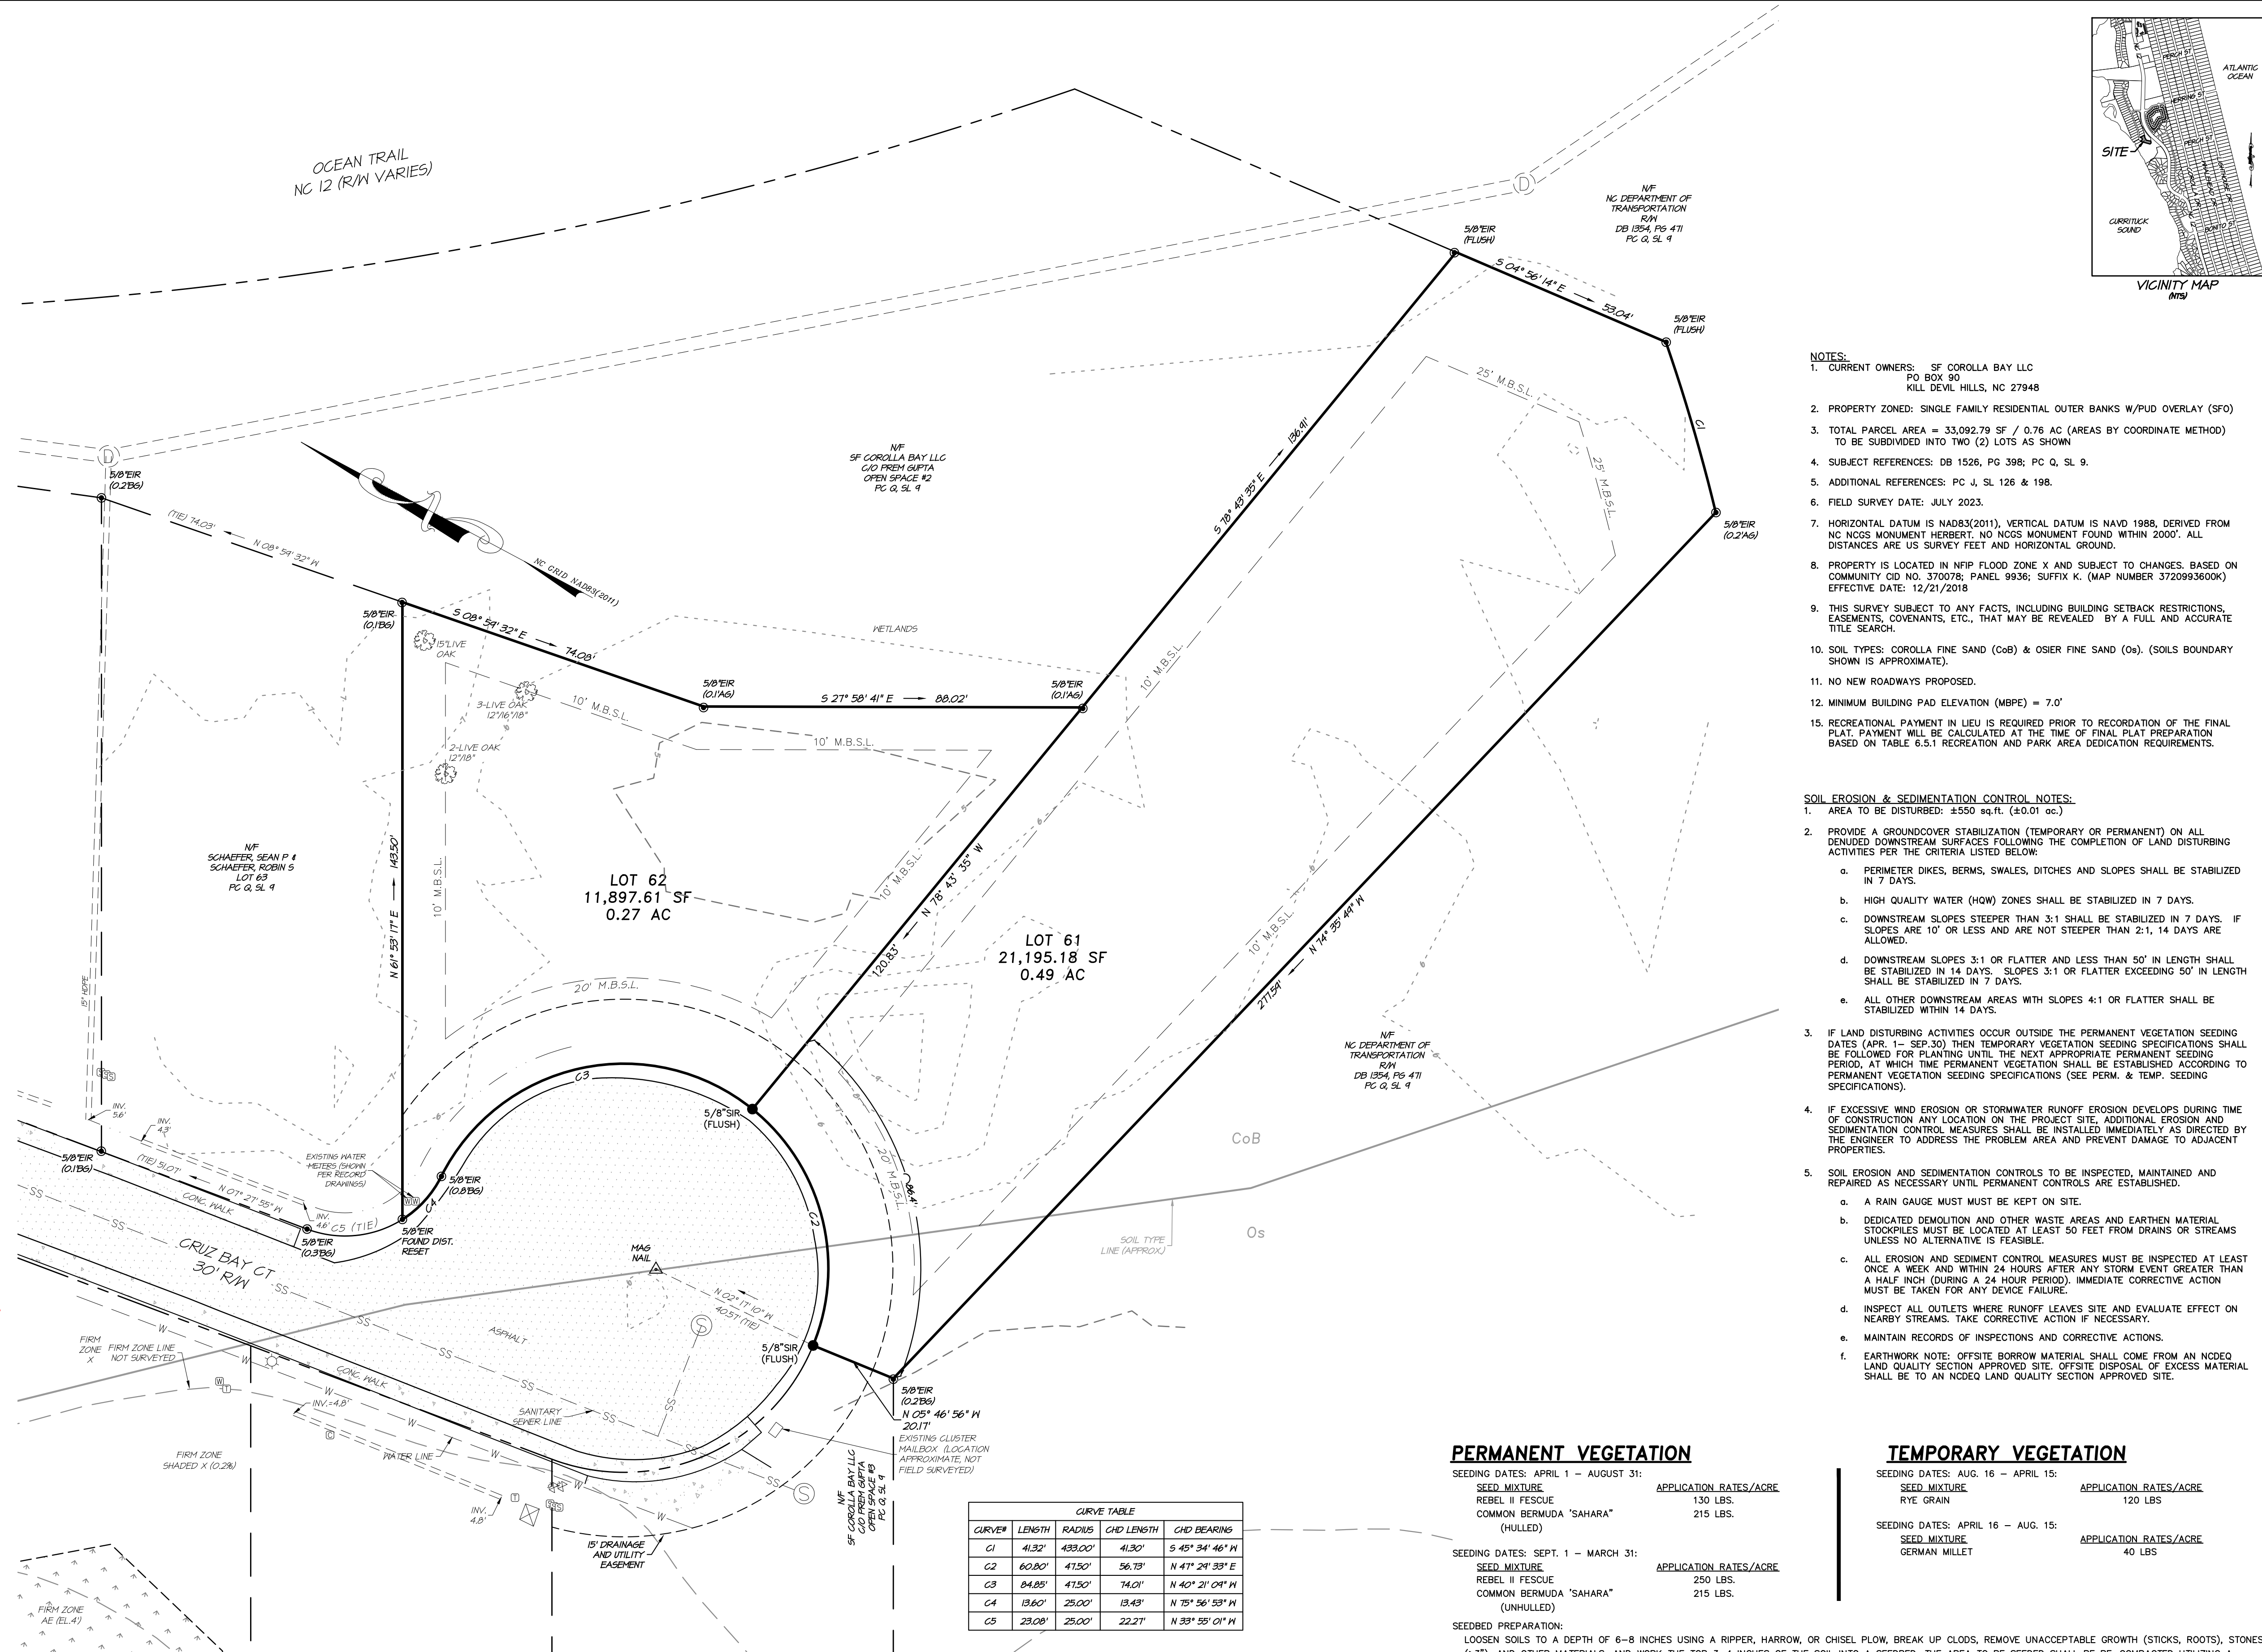 OCEAN TRAIL
NC 12 (R/W VARIES)
D
D
N/F
NC DEPARTMENT OF
TRANSPORTATION
R/W
DB 1354, PG 471
PC Q, SL 9
5/8"EIR
(FLUSH)
S 04° 56' 14" E
53.04'
5/8"EIR
(FLUSH)
C1
25' M.B.S.L.
25' M.B.S.L.
5/8"EIR
(0.2'AG)
136.91'
S 78° 43' 35" E
N/F
SF COROLLA BAY LLC
C/O PREM GUPTA
OPEN SPACE #2
PC Q, SL 9
5/8"EIR
(0.2'BG)
(TIE) 74.03'
N 08° 59' 32" W
NC GRID NAD83(2011)
5/8"EIR
(0.1'BG)
S 08° 59' 32" E
74.08'
15"LIVE
OAK
3-LIVE OAK
12"/16"/18"
2-LIVE OAK
12"/18"
WETLANDS
5/8"EIR
(0.1'AG)
S 27° 58' 41" E
88.02'
5/8"EIR
(0.1'AG)
10' M.B.S.L.
10' M.B.S.L.
10' M.B.S.L.
10' M.B.S.L.
10' M.B.S.L.
10' M.B.S.L.
N/F
SCHAEFER, SEAN P &
SCHAEFER, ROBIN S
LOT 63
PC Q, SL 9
N 61° 53' 17" E
143.50'
LOT 62
11,897.61 SF
0.27 AC
N 78° 43' 35" W
120.83'
LOT 61
21,195.18 SF
0.49 AC
N 74° 35' 49" W
277.59'
N/F
NC DEPARTMENT OF
TRANSPORTATION
R/W
DB 1354, PG 471
PC Q, SL 9
20' M.B.S.L.
20' M.B.S.L.
86.4'
15" HDPE
INV.
5.6'
INV.
4.3'
5/8"EIR
(0.1'BG)
(TIE) 51.07'
N 07° 27' 55" W
CONC. WALK
EXISTING WATER
METERS (SHOWN
PER RECORD
DRAWINGS)
INV.
4.6'
C5 (TIE)
5/8"EIR
(0.3'BG)
C4
5/8"EIR
(0.8'BG)
5/8"EIR
FOUND DIST.
RESET
C3
5/8"SIR
(FLUSH)
C2
MAG
NAIL
N 02° 17' 10" W
40.57' (TIE)
5/8"SIR
(FLUSH)
CoB
Os
SOIL TYPE
LINE (APPROX.)
CRUZ BAY CT
30' R/W
ASPHALT
CONC. WALK
SANITARY
SEWER LINE
WATER LINE
FIRM
ZONE
X
FIRM ZONE LINE
NOT SURVEYED
INV.=4.8'
FIRM ZONE
SHADED X (0.2%)
INV.
4.8'
FIRM ZONE
AE (EL.4')
5/8"EIR
(0.2'BG)
N 05° 46' 56" W
20.17'
EXISTING CLUSTER
MAILBOX (LOCATION
APPROXIMATE, NOT
FIELD SURVEYED)
N/F
SF COROLLA BAY LLC
C/O PREM GUPTA
OPEN SPACE #3
PC Q, SL 9
15' DRAINAGE
AND UTILITY
EASEMENT
CURVE TABLE
CURVE# LENGTH RADIUS CHD LENGTH CHD BEARING
C1 41.32' 433.00' 41.30' S 45° 34' 46" W
C2 60.80' 47.50' 56.73' N 47° 24' 33" E
C3 84.85' 47.50' 74.01' N 40° 21' 09" W
C4 13.60' 25.00' 13.43' N 75° 56' 53" W
C5 23.08' 25.00' 22.27' N 33° 55' 01" W
PERCH ST
ATLANTIC
OCEAN
HERRING ST
PERCH ST
SITE
CURRITUCK
SOUND
BONITO ST
VICINITY MAP
(NTS)
NOTES:
1. CURRENT OWNERS: SF COROLLA BAY LLC
PO BOX 90
KILL DEVIL HILLS, NC 27948
2. PROPERTY ZONED: SINGLE FAMILY RESIDENTIAL OUTER BANKS W/PUD OVERLAY (SFO)
3. TOTAL PARCEL AREA = 33,092.79 SF / 0.76 AC (AREAS BY COORDINATE METHOD)
TO BE SUBDIVIDED INTO TWO (2) LOTS AS SHOWN
4. SUBJECT REFERENCES: DB 1526, PG 398; PC Q, SL 9.
5. ADDITIONAL REFERENCES: PC J, SL 126 & 198.
6. FIELD SURVEY DATE: JULY 2023.
7. HORIZONTAL DATUM IS NAD83(2011), VERTICAL DATUM IS NAVD 1988, DERIVED FROM
NC NCGS MONUMENT HERBERT. NO NCGS MONUMENT FOUND WITHIN 2000'. ALL
DISTANCES ARE US SURVEY FEET AND HORIZONTAL GROUND.
8. PROPERTY IS LOCATED IN NFIP FLOOD ZONE X AND SUBJECT TO CHANGES. BASED ON
COMMUNITY CID NO. 370078; PANEL 9936; SUFFIX K. (MAP NUMBER 3720993600K)
EFFECTIVE DATE: 12/21/2018
9. THIS SURVEY SUBJECT TO ANY FACTS, INCLUDING BUILDING SETBACK RESTRICTIONS,
EASEMENTS, COVENANTS, ETC., THAT MAY BE REVEALED BY A FULL AND ACCURATE
TITLE SEARCH.
10. SOIL TYPES: COROLLA FINE SAND (CoB) & OSIER FINE SAND (Os). (SOILS BOUNDARY
SHOWN IS APPROXIMATE).
11. NO NEW ROADWAYS PROPOSED.
12. MINIMUM BUILDING PAD ELEVATION (MBPE) = 7.0'
15. RECREATIONAL PAYMENT IN LIEU IS REQUIRED PRIOR TO RECORDATION OF THE FINAL
PLAT. PAYMENT WILL BE CALCULATED AT THE TIME OF FINAL PLAT PREPARATION
BASED ON TABLE 6.5.1 RECREATION AND PARK AREA DEDICATION REQUIREMENTS.
SOIL EROSION & SEDIMENTATION CONTROL NOTES:
1. AREA TO BE DISTURBED: ±550 sq.ft. (±0.01 ac.)
2. PROVIDE A GROUNDCOVER STABILIZATION (TEMPORARY OR PERMANENT) ON ALL
DENUDED DOWNSTREAM SURFACES FOLLOWING THE COMPLETION OF LAND DISTURBING
ACTIVITIES PER THE CRITERIA LISTED BELOW:
a. PERIMETER DIKES, BERMS, SWALES, DITCHES AND SLOPES SHALL BE STABILIZED
IN 7 DAYS.
b. HIGH QUALITY WATER (HQW) ZONES SHALL BE STABILIZED IN 7 DAYS.
c. DOWNSTREAM SLOPES STEEPER THAN 3:1 SHALL BE STABILIZED IN 7 DAYS. IF
SLOPES ARE 10' OR LESS AND ARE NOT STEEPER THAN 2:1, 14 DAYS ARE
ALLOWED.
d. DOWNSTREAM SLOPES 3:1 OR FLATTER AND LESS THAN 50' IN LENGTH SHALL
BE STABILIZED IN 14 DAYS. SLOPES 3:1 OR FLATTER EXCEEDING 50' IN LENGTH
SHALL BE STABILIZED IN 7 DAYS.
e. ALL OTHER DOWNSTREAM AREAS WITH SLOPES 4:1 OR FLATTER SHALL BE
STABILIZED WITHIN 14 DAYS.
3. IF LAND DISTURBING ACTIVITIES OCCUR OUTSIDE THE PERMANENT VEGETATION SEEDING
DATES (APR. 1– SEP.30) THEN TEMPORARY VEGETATION SEEDING SPECIFICATIONS SHALL
BE FOLLOWED FOR PLANTING UNTIL THE NEXT APPROPRIATE PERMANENT SEEDING
PERIOD, AT WHICH TIME PERMANENT VEGETATION SHALL BE ESTABLISHED ACCORDING TO
PERMANENT VEGETATION SEEDING SPECIFICATIONS (SEE PERM. & TEMP. SEEDING
SPECIFICATIONS).
4. IF EXCESSIVE WIND EROSION OR STORMWATER RUNOFF EROSION DEVELOPS DURING TIME
OF CONSTRUCTION ANY LOCATION ON THE PROJECT SITE, ADDITIONAL EROSION AND
SEDIMENTATION CONTROL MEASURES SHALL BE INSTALLED IMMEDIATELY AS DIRECTED BY
THE ENGINEER TO ADDRESS THE PROBLEM AREA AND PREVENT DAMAGE TO ADJACENT
PROPERTIES.
5. SOIL EROSION AND SEDIMENTATION CONTROLS TO BE INSPECTED, MAINTAINED AND
REPAIRED AS NECESSARY UNTIL PERMANENT CONTROLS ARE ESTABLISHED.
a. A RAIN GAUGE MUST MUST BE KEPT ON SITE.
b. DEDICATED DEMOLITION AND OTHER WASTE AREAS AND EARTHEN MATERIAL
STOCKPILES MUST BE LOCATED AT LEAST 50 FEET FROM DRAINS OR STREAMS
UNLESS NO ALTERNATIVE IS FEASIBLE.
c. ALL EROSION AND SEDIMENT CONTROL MEASURES MUST BE INSPECTED AT LEAST
ONCE A WEEK AND WITHIN 24 HOURS AFTER ANY STORM EVENT GREATER THAN
A HALF INCH (DURING A 24 HOUR PERIOD). IMMEDIATE CORRECTIVE ACTION
MUST BE TAKEN FOR ANY DEVICE FAILURE.
d. INSPECT ALL OUTLETS WHERE RUNOFF LEAVES SITE AND EVALUATE EFFECT ON
NEARBY STREAMS. TAKE CORRECTIVE ACTION IF NECESSARY.
e. MAINTAIN RECORDS OF INSPECTIONS AND CORRECTIVE ACTIONS.
f. EARTHWORK NOTE: OFFSITE BORROW MATERIAL SHALL COME FROM AN NCDEQ
LAND QUALITY SECTION APPROVED SITE. OFFSITE DISPOSAL OF EXCESS MATERIAL
SHALL BE TO AN NCDEQ LAND QUALITY SECTION APPROVED SITE.
PERMANENT VEGETATION
SEEDING DATES: APRIL 1 – AUGUST 31:
SEED MIXTURE APPLICATION RATES/ACRE
REBEL II FESCUE 130 LBS.
COMMON BERMUDA 'SAHARA" 215 LBS.
(HULLED)
SEEDING DATES: SEPT. 1 – MARCH 31:
SEED MIXTURE APPLICATION RATES/ACRE
REBEL II FESCUE 250 LBS.
COMMON BERMUDA 'SAHARA" 215 LBS.
(UNHULLED)
TEMPORARY VEGETATION
SEEDING DATES: AUG. 16 – APRIL 15:
SEED MIXTURE APPLICATION RATES/ACRE
RYE GRAIN 120 LBS
SEEDING DATES: APRIL 16 – AUG. 15:
SEED MIXTURE APPLICATION RATES/ACRE
GERMAN MILLET 40 LBS
SEEDBED PREPARATION:
LOOSEN SOILS TO A DEPTH OF 6–8 INCHES USING A RIPPER, HARROW, OR CHISEL PLOW, BREAK UP CLODS, REMOVE UNACCEPTABLE GROWTH (STICKS, ROOTS), STONES